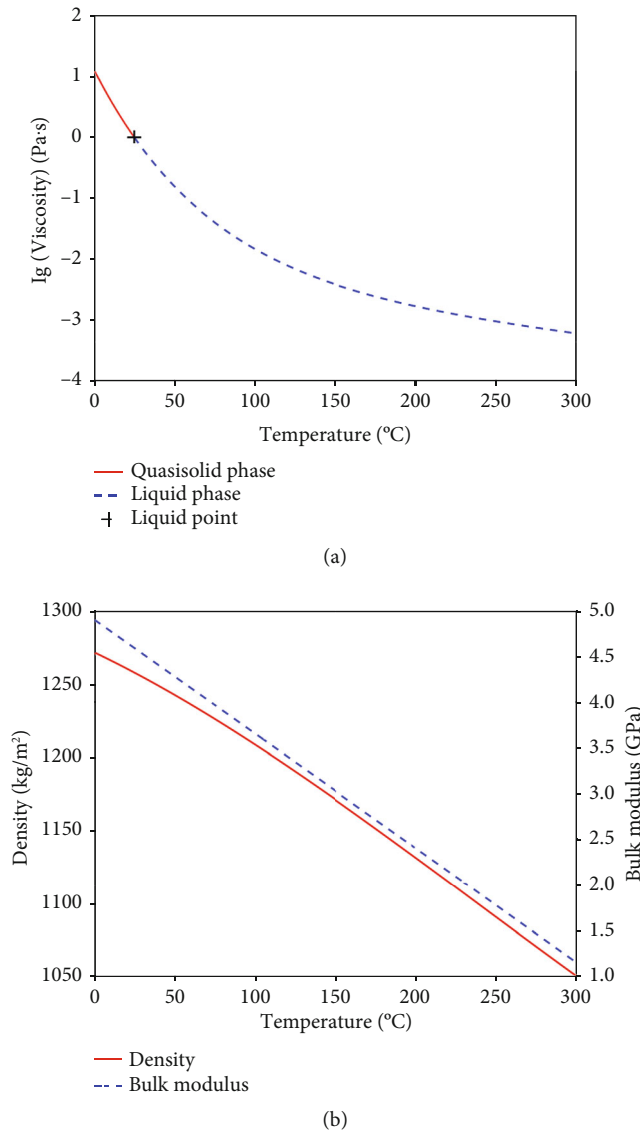 2
1
0
−1
−2
−3
−4
lg (Viscosity) (Pa·s)
0 50 100 150 200 250 300
Temperature (ºC)
Quasisolid phase
Liquid phase
Liquid point
(a)
1300
1250
1200
1150
1100
1050
Density (kg/m²)
5.0
4.5
4.0
3.5
3.0
2.5
2.0
1.5
1.0
Bulk modulus (GPa)
0 50 100 150 200 250 300
Temperature (ºC)
Density
Bulk modulus
(b)